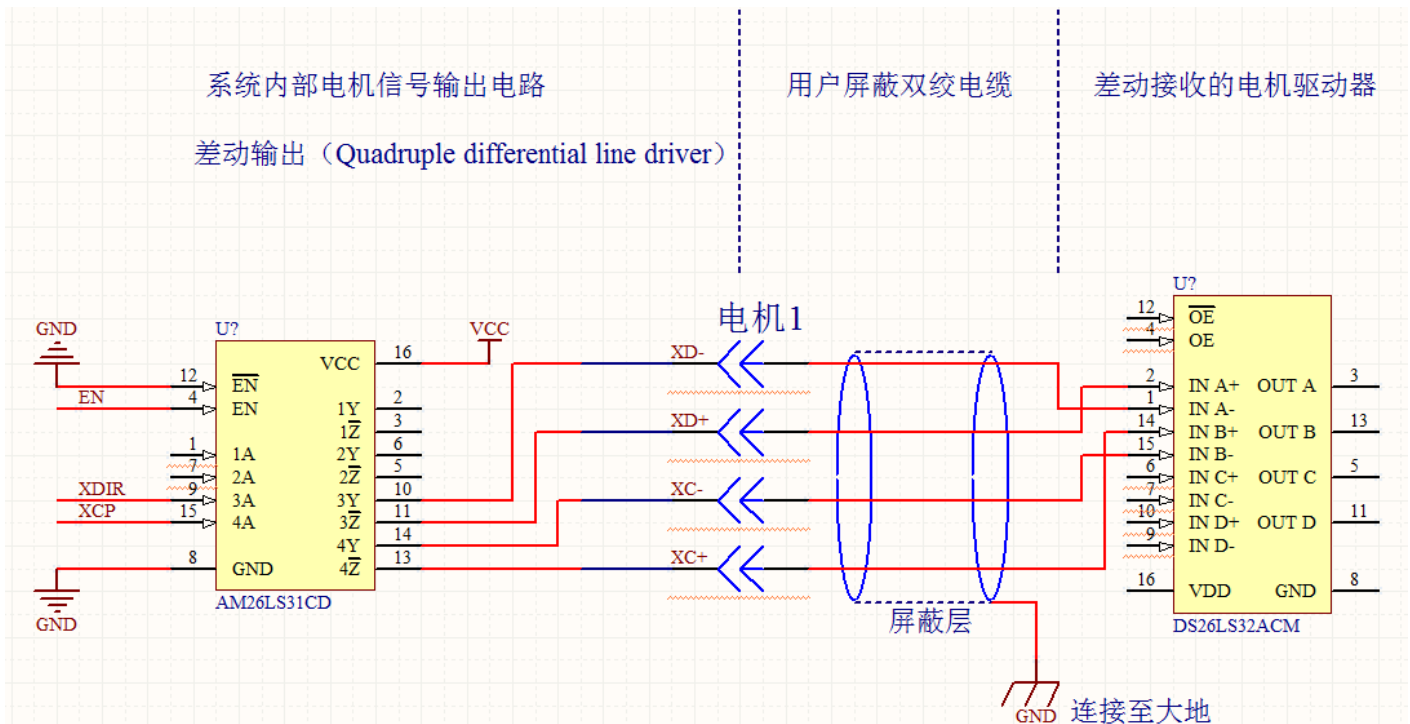 系统内部电机信号输出电路
用户屏蔽双绞电缆
差动接收的电机驱动器
差动输出（Quadruple differential line driver）
GND
U?
VCC
电机1
U?
12 EN
EN 4 EN
1 1A
7 2A
XDIR 9 3A
XCP 15 4A
8 GND
GND
VCC 16
1Y 2
1Z 3
2Y 6
2Z 5
3Y 10
3Z 11
4Y 14
4Z 13
AM26LS31CD
XD-
XD+
XC-
XC+
屏蔽层
GND 连接至大地
12 OE
4 OE
2 IN A+ OUT A 3
1 IN A-
14 IN B+ OUT B 13
15 IN B-
6 IN C+ OUT C 5
7 IN C-
10 IN D+ OUT D 11
9 IN D-
16 VDD GND 8
DS26LS32ACM